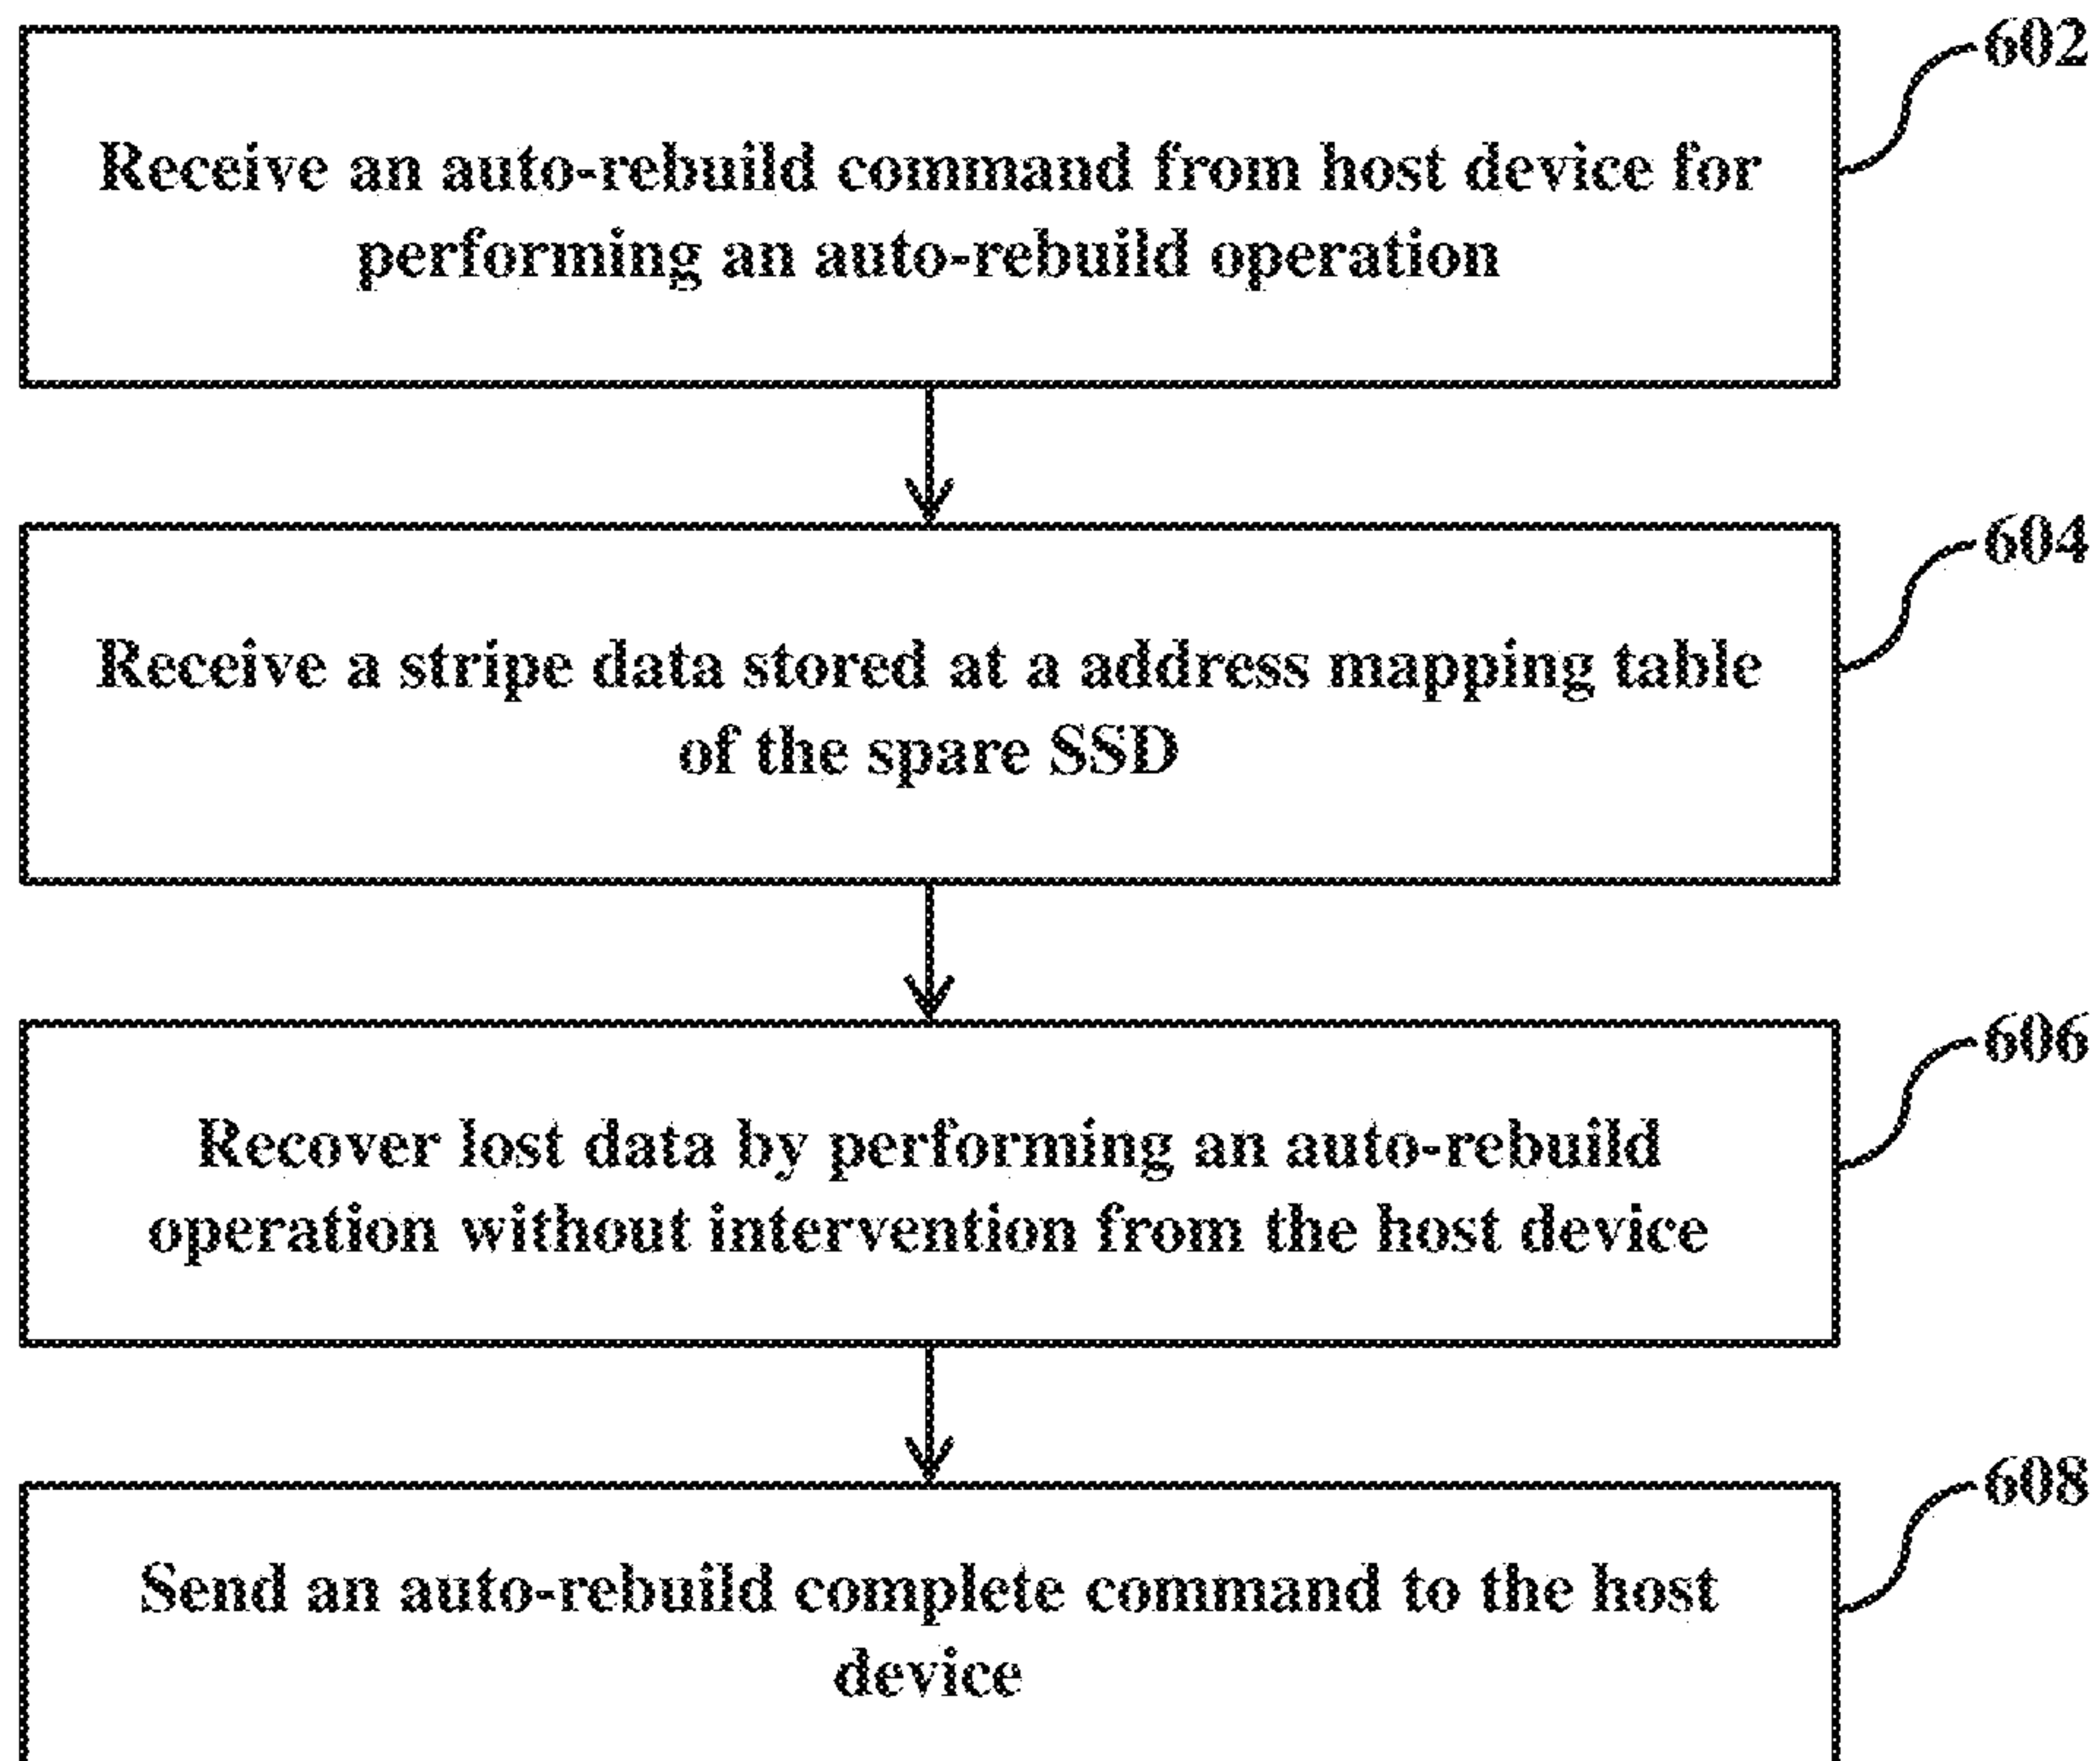 602
Receive an auto-rebuild command from host device for
performing an auto-rebuild operation
604
Receive a stripe data stored at a address mapping table
of the spare SSD
606
Recover lost data by performing an auto-rebuild
operation without intervention from the host device
608
Send an auto-rebuild complete command to the host
device